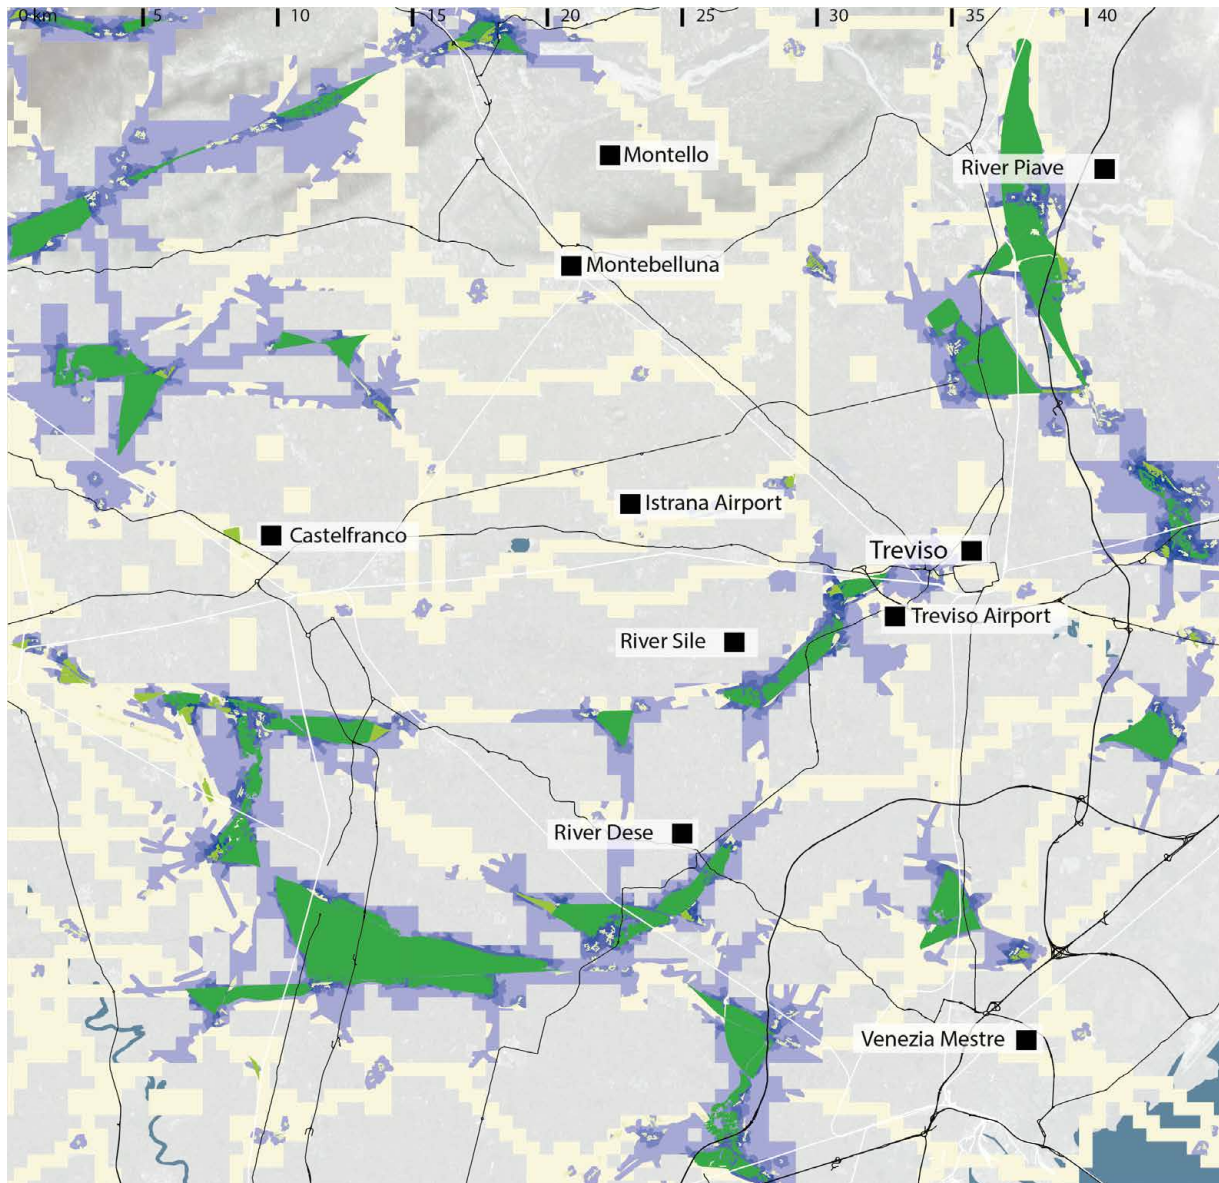 0 km 5 10 15 20 25 30 35 40
Montello
River Piave
Montebelluna
Istrana Airport
Castelfranco
Treviso
Treviso Airport
River Sile
River Dese
Venezia Mestre